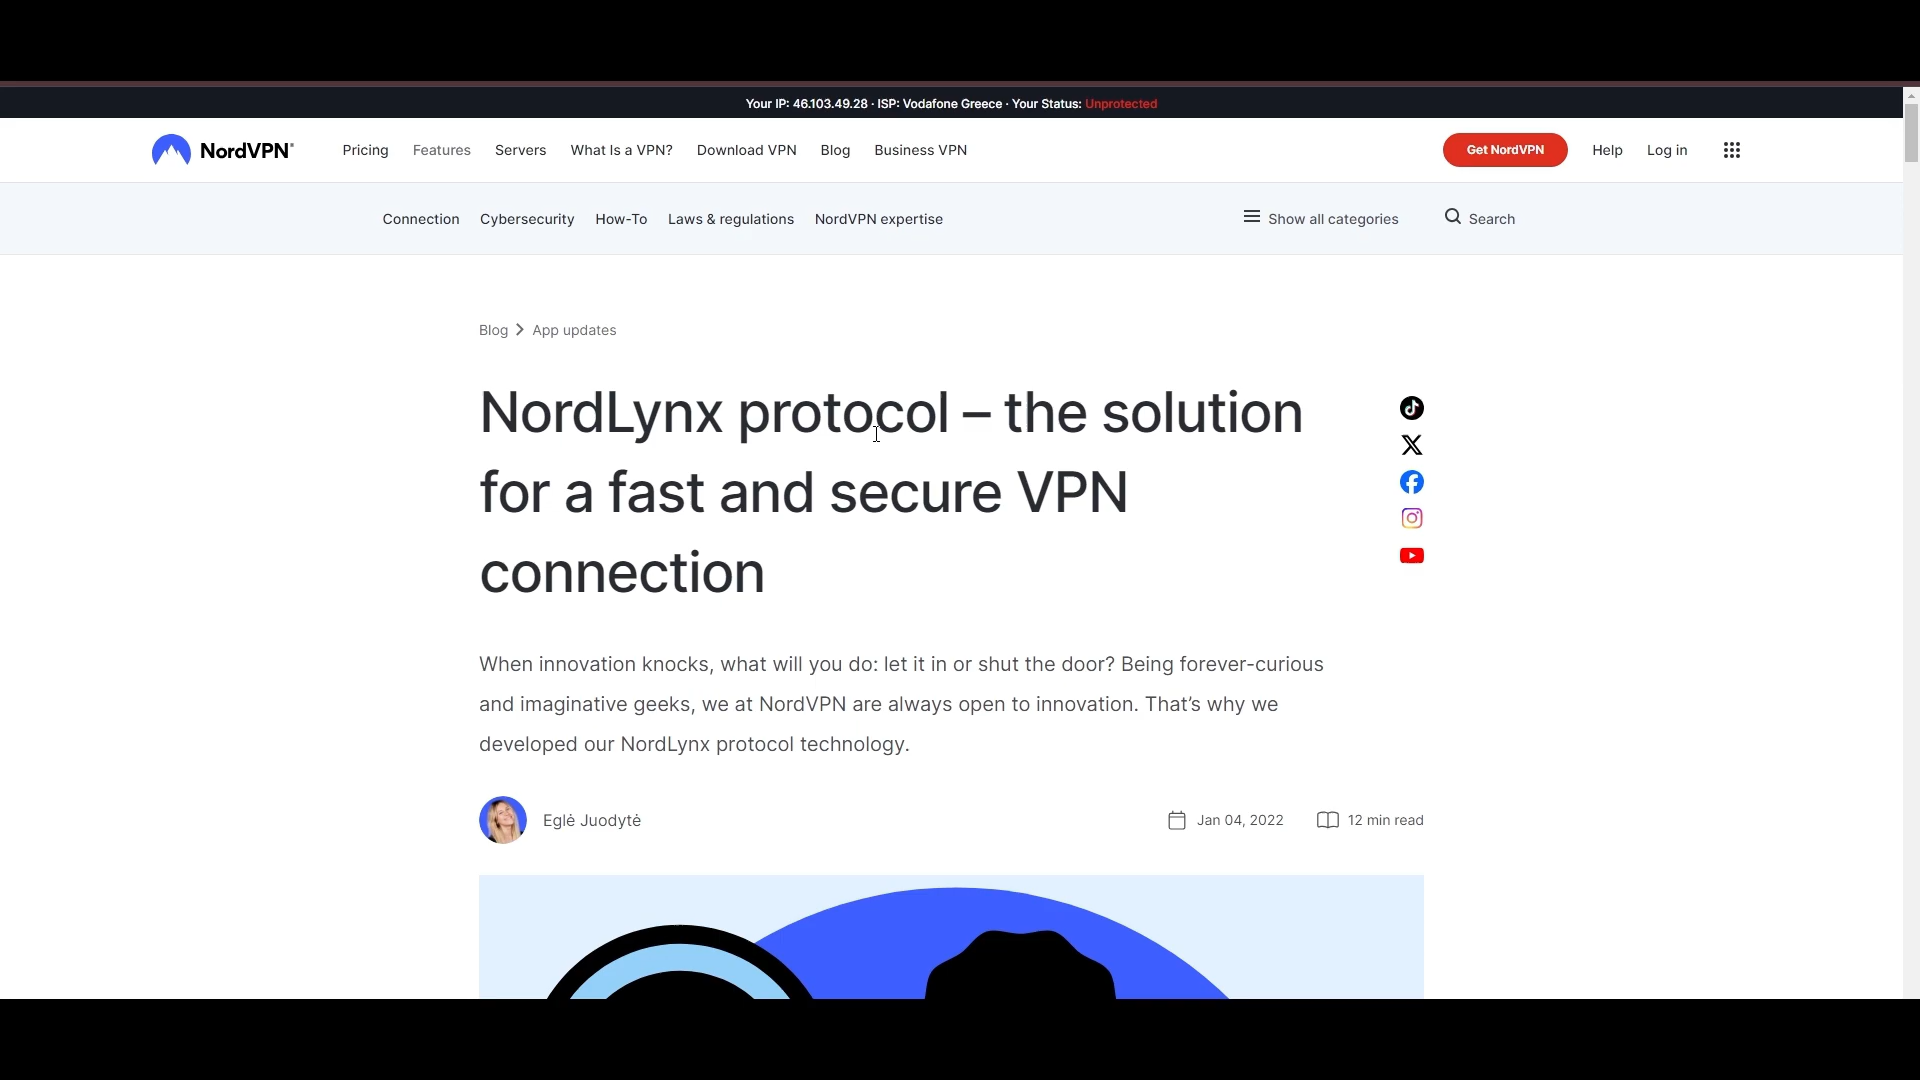 Your IP: 46.103.49.28 · ISP: Vodafone Greece · Your Status: Unprotected
NordVPN®
Pricing Features Servers What Is a VPN? Download VPN Blog Business VPN
Get NordVPN Help Log in
Connection Cybersecurity How-To Laws & regulations NordVPN expertise
Show all categories Search
Blog App updates
NordLynx protocol – the solution
for a fast and secure VPN
connection
When innovation knocks, what will you do: let it in or shut the door? Being forever-curious
and imaginative geeks, we at NordVPN are always open to innovation. That’s why we
developed our NordLynx protocol technology.
Eglė Juodytė
Jan 04, 2022 12 min read